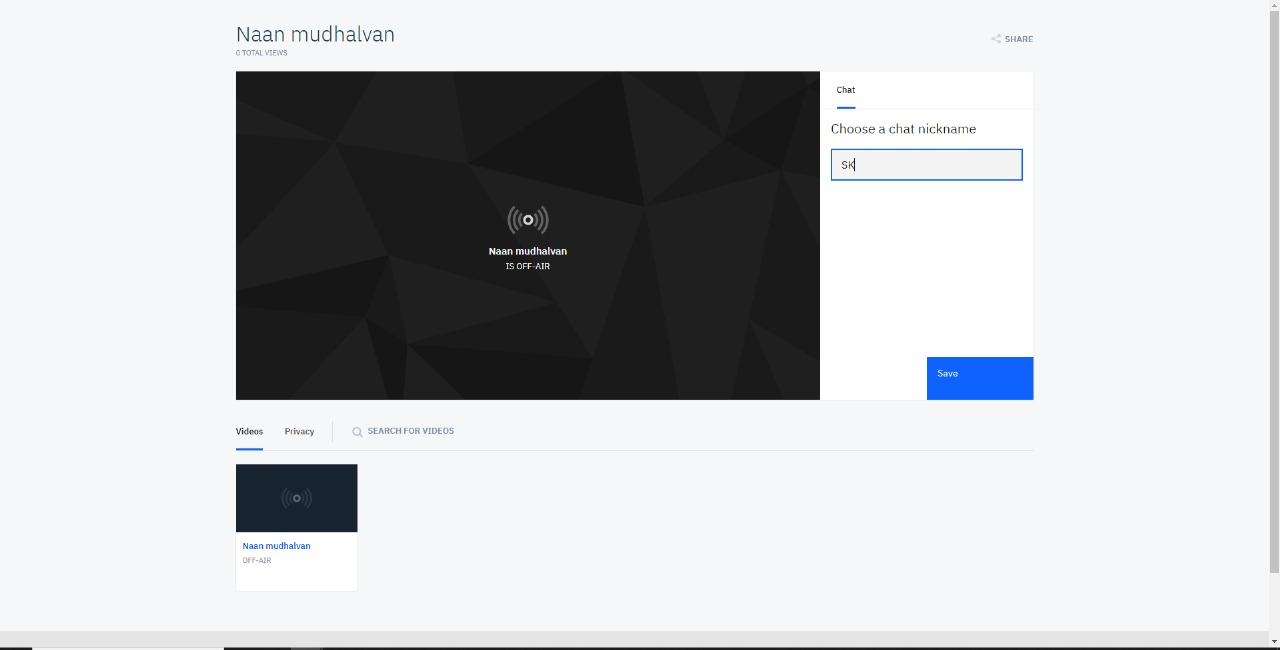 Naan mudhalvan
0 TOTAL VIEWS
SHARE
Chat
Choose a chat nickname
SK
Naan mudhalvan
IS OFF-AIR
Save
Videos
Privacy
SEARCH FOR VIDEOS
Naan mudhalvan
OFF-AIR